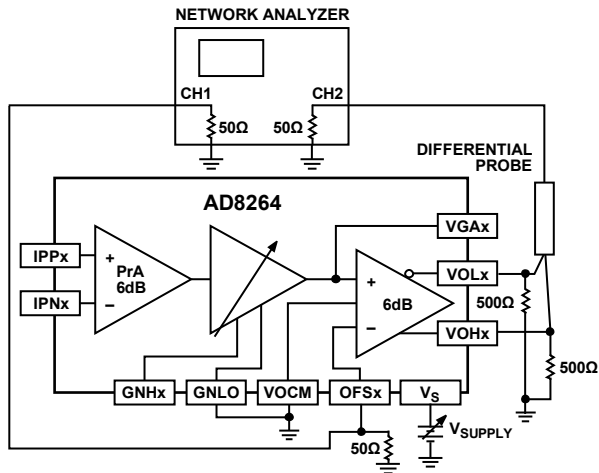 NETWORK ANALYZER
CH1
CH2
50Ω
50Ω
DIFFERENTIAL
PROBE
AD8264
VGAx
IPPx
+
PrA
6dB
+
VOLx
IPNx
–
6dB
–
500Ω
VOHx
500Ω
GNHx
GNLO
VOCM
OFSx
VS
50Ω
VSUPPLY